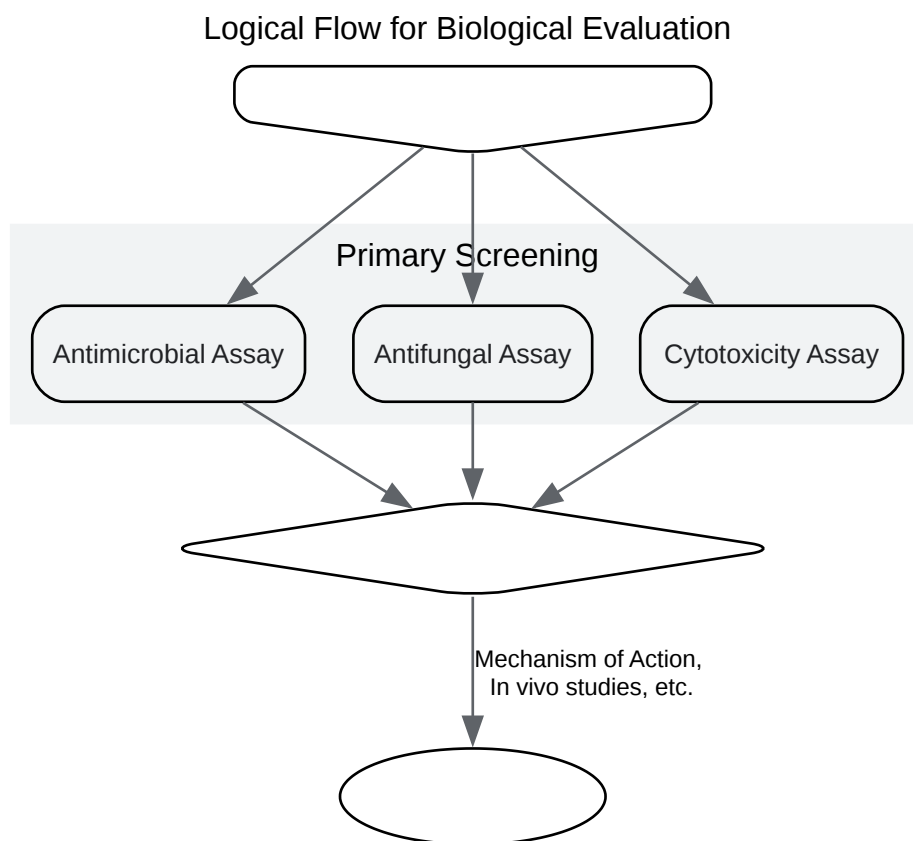 Logical Flow for Biological Evaluation
Primary Screening
Antimicrobial Assay
Antifungal Assay
Cytotoxicity Assay
Mechanism of Action,
In vivo studies, etc.